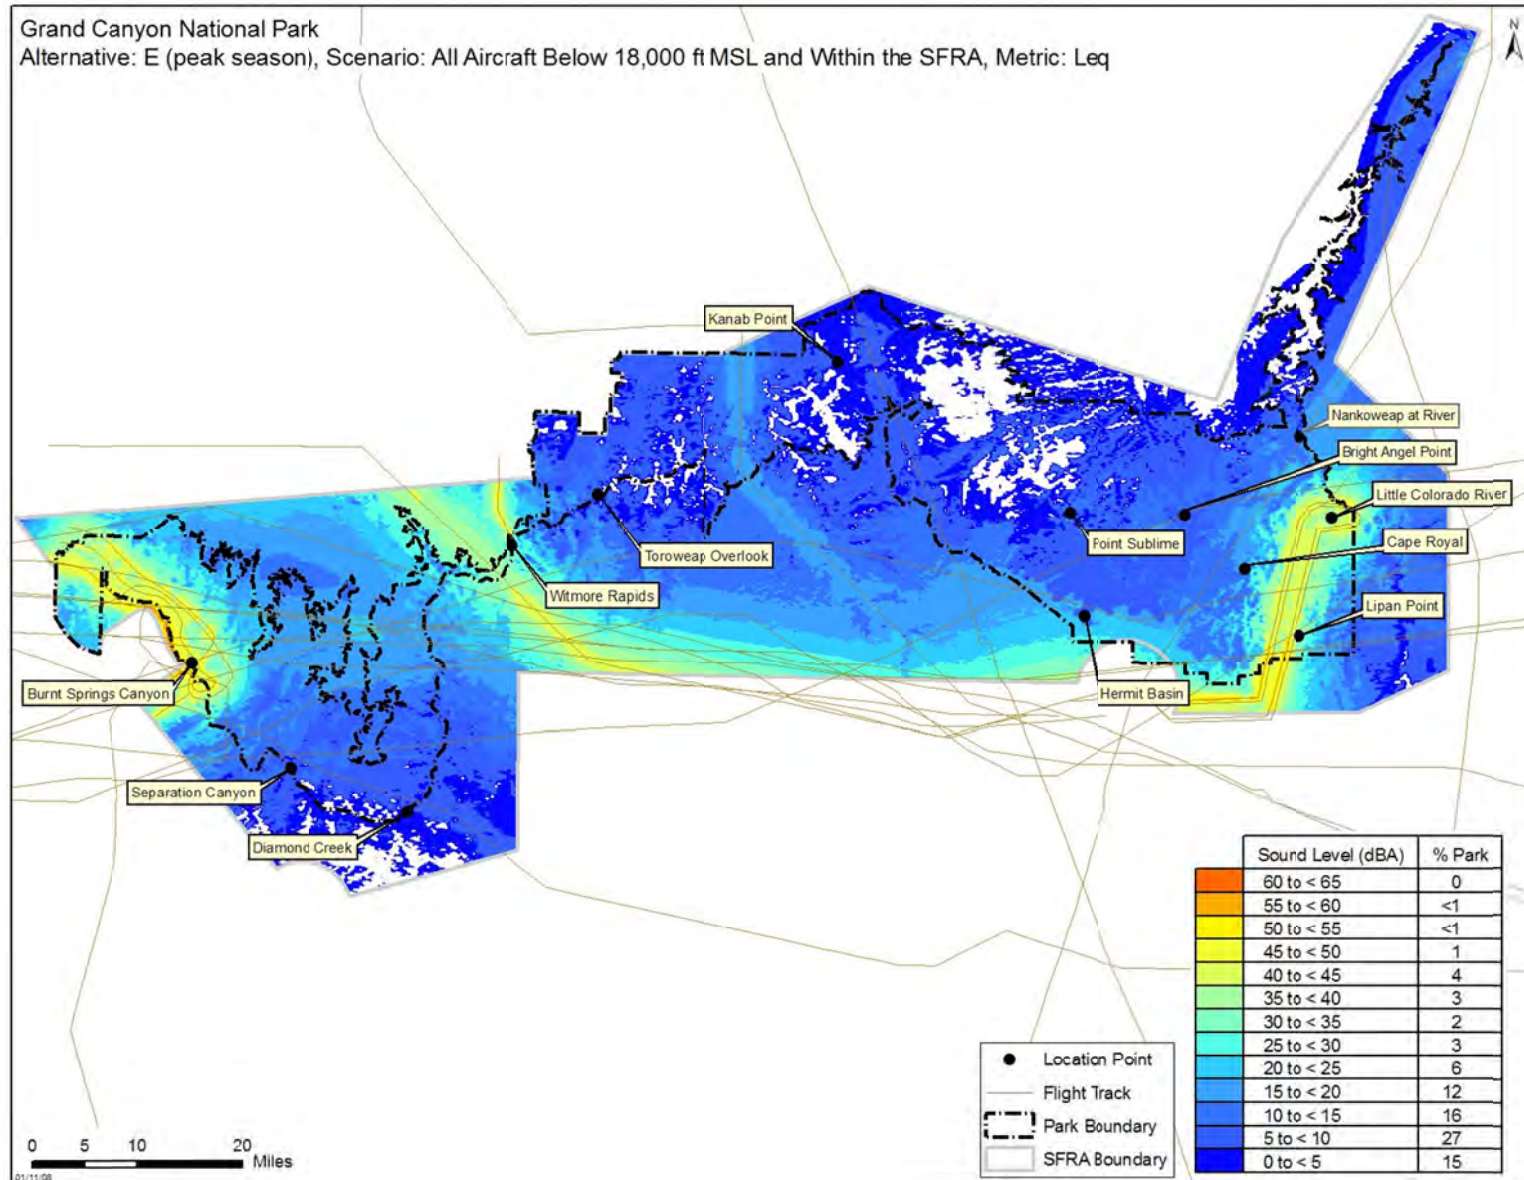 Grand Canyon National Park
Alternative: E (peak season), Scenario: All Aircraft Below 18,000 ft MSL and Within the SFRA, Metric: Leq
N
Kanab Point
Nankoweap at River
Bright Angel Point
Little Colorado River
Point Sublime
Cape Royal
Toroweap Overlook
Witmore Rapids
Lipan Point
Burnt Springs Canyon
Hermit Basin
Separation Canyon
Diamond Creek
Sound Level (dBA) % Park
60 to < 65 0
55 to < 60 <1
50 to < 55 <1
45 to < 50 1
40 to < 45 4
35 to < 40 3
30 to < 35 2
25 to < 30 3
20 to < 25 6
15 to < 20 12
10 to < 15 16
5 to < 10 27
0 to < 5 15
Location Point
Flight Track
Park Boundary
SFRA Boundary
0 5 10 20
Miles
01/11/08